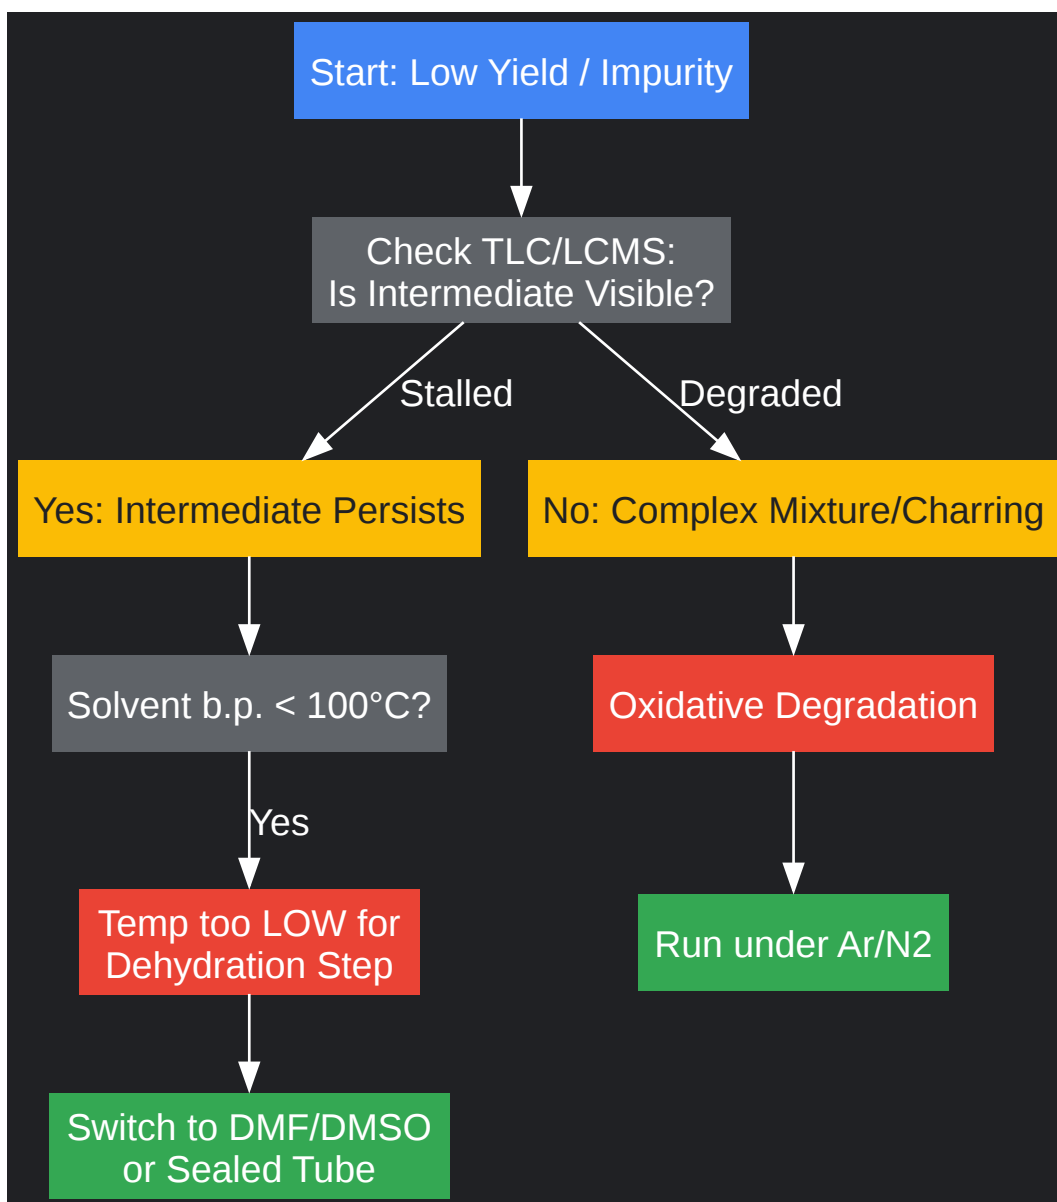 Start: Low Yield / Impurity
Check TLC/LCMS:
Is Intermediate Visible?
Stalled
Degraded
Yes: Intermediate Persists
No: Complex Mixture/Charring
Solvent b.p. < 100°C?
Oxidative Degradation
Yes
Temp too LOW for
Dehydration Step
Run under Ar/N2
Switch to DMF/DMSO
or Sealed Tube